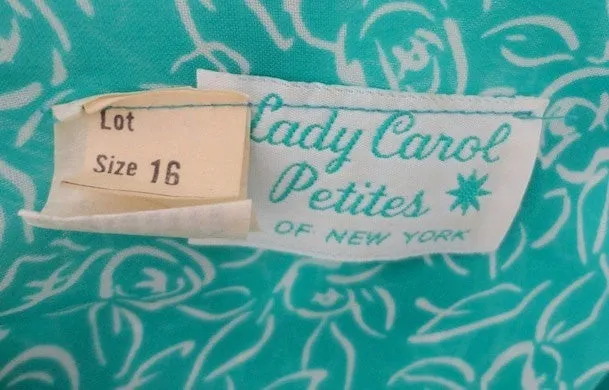 Lot
Size 16
Lady Carol
Petites
OF NEW YORK